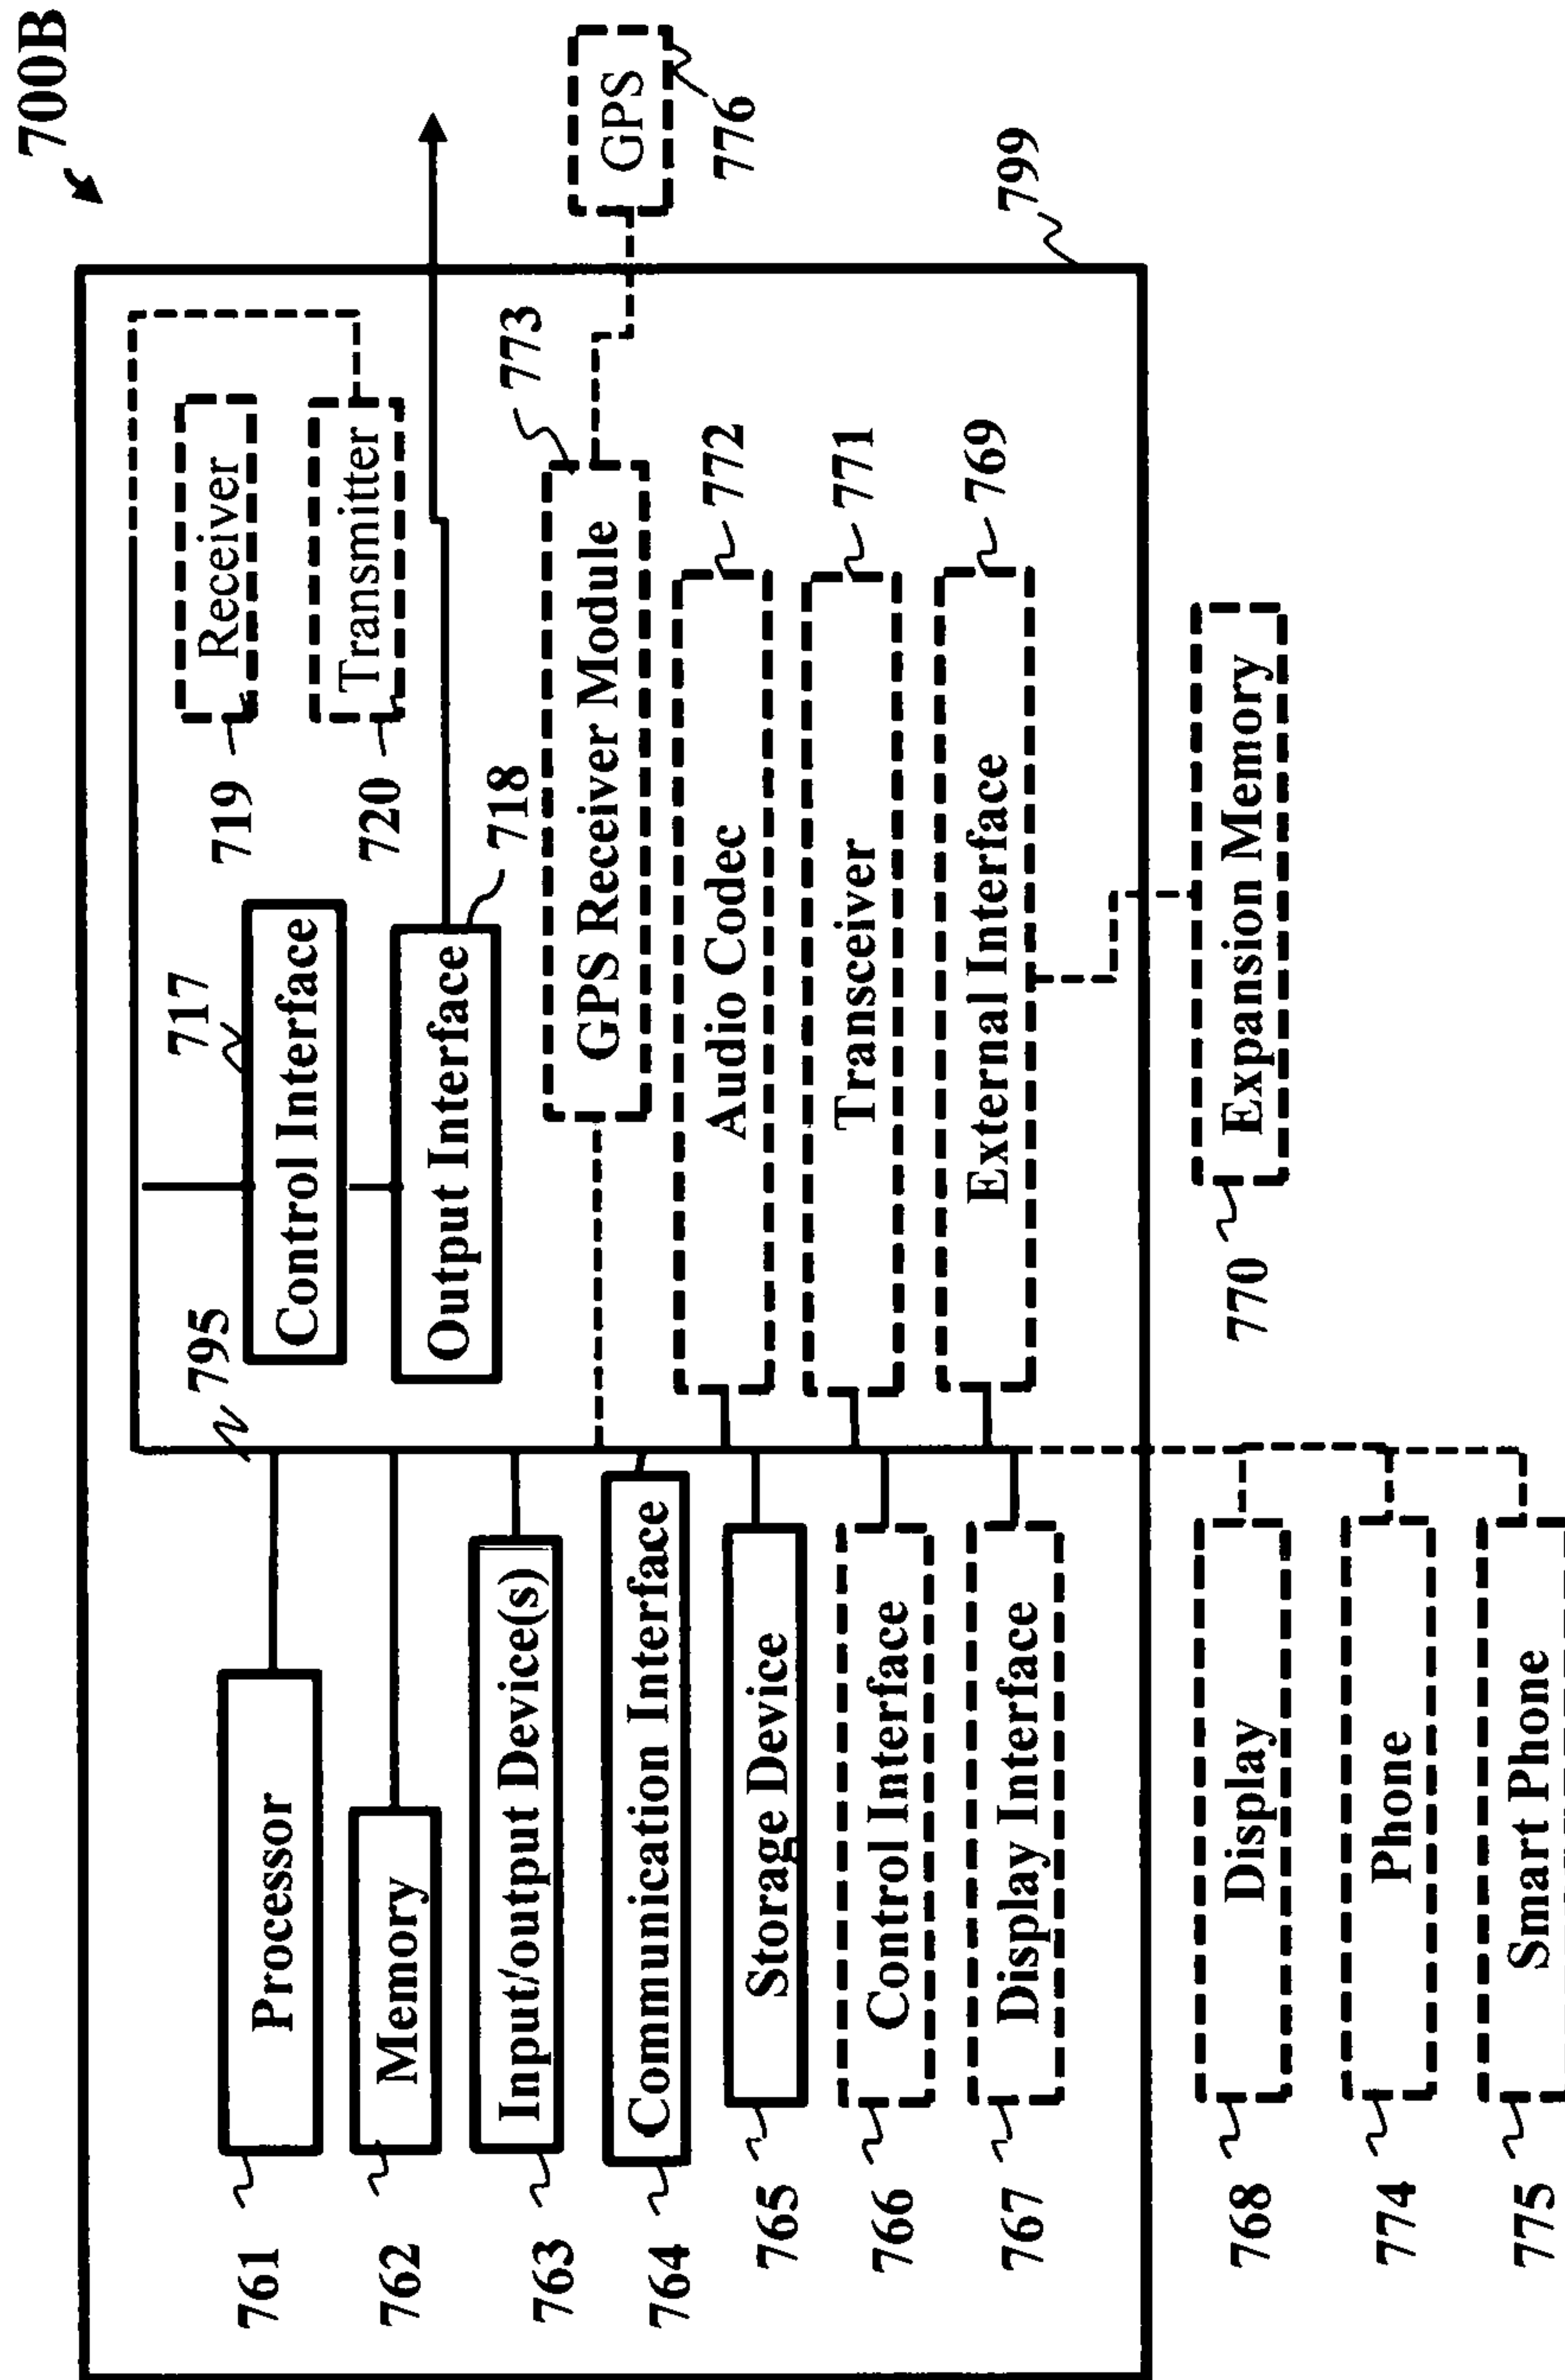 700B
795
717
Control Interface
719
Receiver
720
Transmitter
Output Interface
718
761
Processor
762
Memory
763
Input/output Device(s)
764
Communication Interface
765
Storage Device
766
Control Interface
767
Display Interface
GPS Receiver Module
773
GPS
776
Audio Codec
772
Transceiver
771
External Interface
769
799
768
Display
774
Phone
775
Smart Phone
770
Expansion Memory